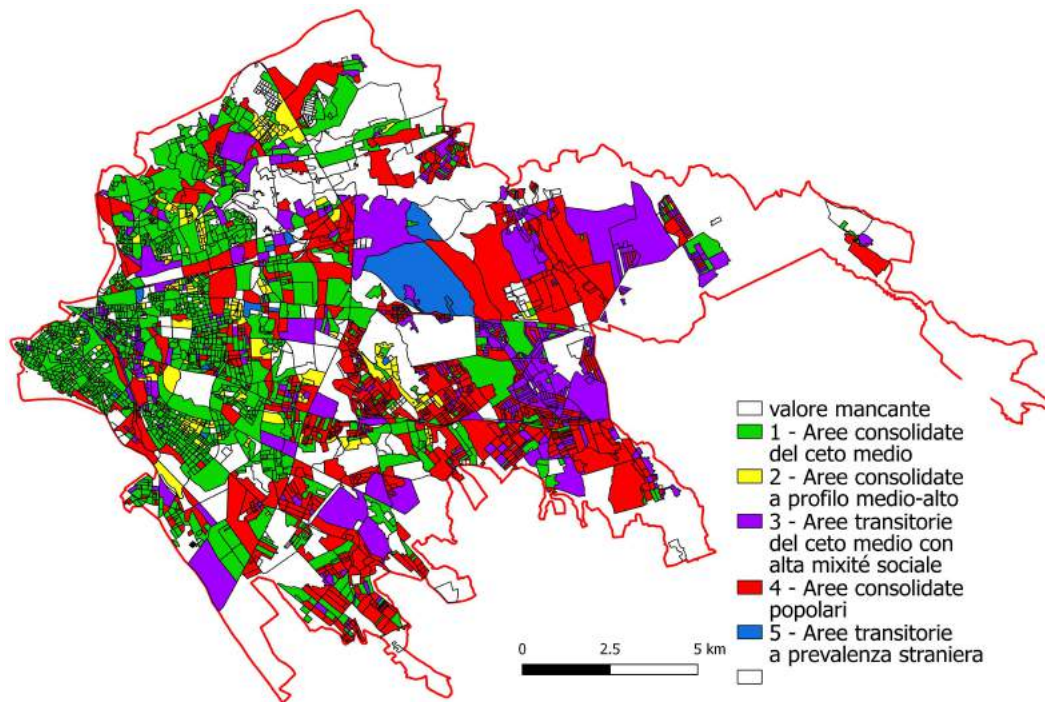 valore mancante
1 - Aree consolidate
del ceto medio
2 - Aree consolidate
a profilo medio-alto
3 - Aree transitorie
del ceto medio con
alta mixité sociale
4 - Aree consolidate
popolari
5 - Aree transitorie
a prevalenza straniera
0 2.5 5 km